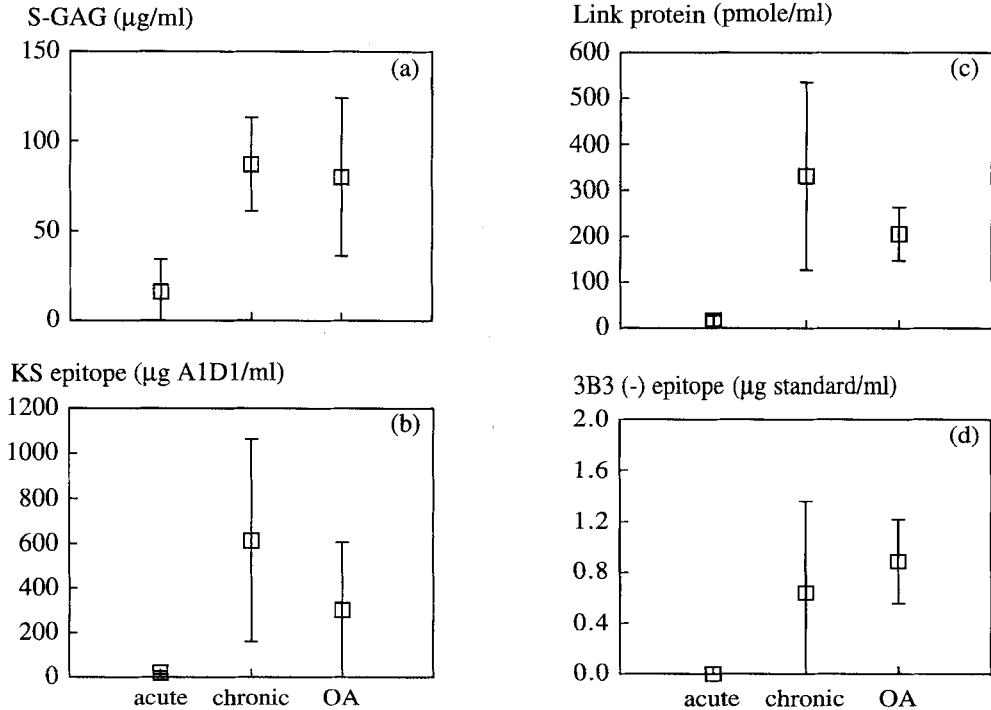 S-GAG (µg/ml)
150
100
50
0
(a)
Link protein (pmole/ml)
600
500
400
300
200
100
0
(c)
KS epitope (µg A1D1/ml)
1200
1000
800
600
400
200
0
(b)
acute chronic OA
3B3 (-) epitope (µg standard/ml)
2.0
1.6
1.2
0.8
0.4
0.0
(d)
acute chronic OA